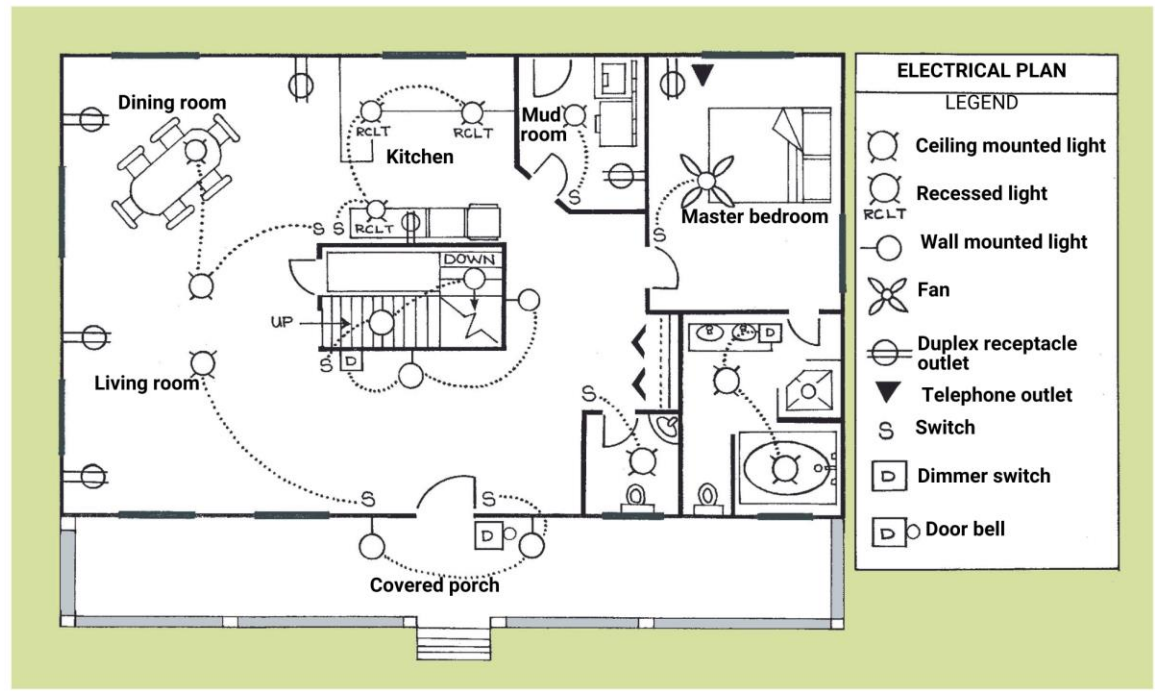 ELECTRICAL PLAN
LEGEND
Ceiling mounted light
Recessed light
RCLT
Wall mounted light
Fan
Duplex receptacle
outlet
Telephone outlet
S
Switch
D
Dimmer switch
D
Door bell
Dining room
RCLT
RCLT
Kitchen
Mud
room
S
Master bedroom
S
S
S
RCLT
DOWN
UP
S
D
D
Living room
S
S
S
D
Covered porch